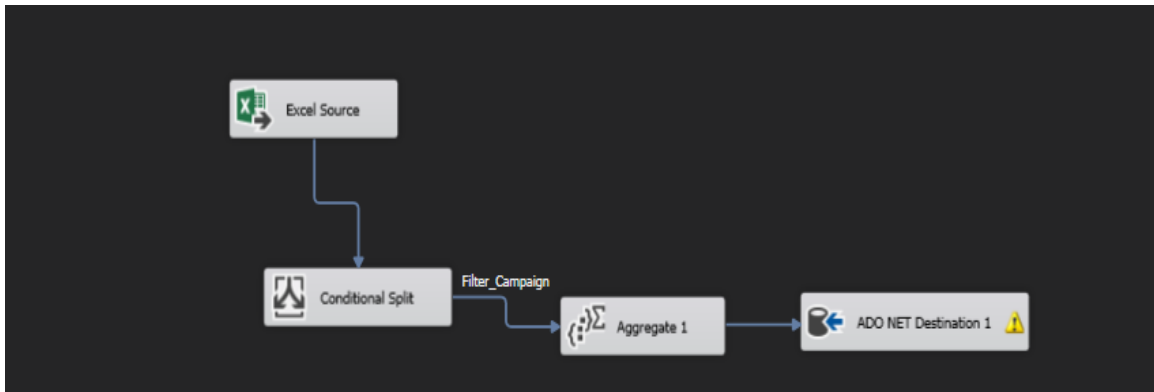 Excel Source
Conditional Split
Filter_Campaign
Aggregate 1
ADO NET Destination 1